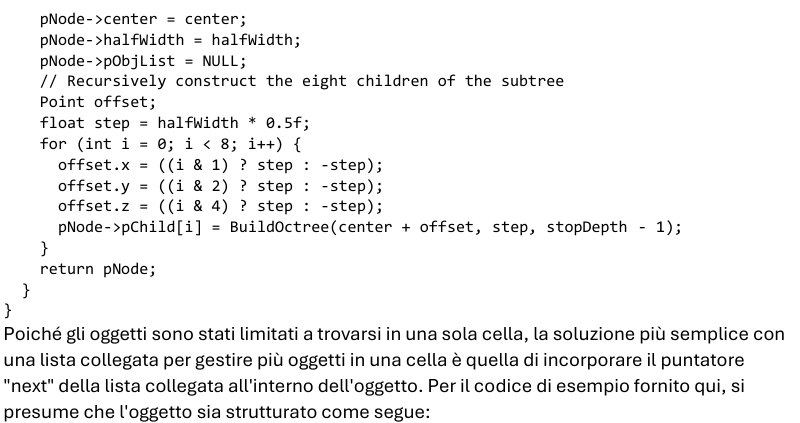 pNode->center = center;
pNode->halfWidth = halfWidth;
pNode->pObjList = NULL;
// Recursively construct the eight children of the subtree
Point offset;
float step = halfWidth * 0.5f;
for (int i = 0; i < 8; i++) {
offset.x = ((i & 1) ? step : -step);
offset.y = ((i & 2) ? step : -step);
offset.z = ((i & 4) ? step : -step);
pNode->pChild[i] = BuildOctree(center + offset, step, stopDepth - 1);
}
return pNode;
}
}
Poiché gli oggetti sono stati limitati a trovarsi in una sola cella, la soluzione più semplice con
una lista collegata per gestire più oggetti in una cella è quella di incorporare il puntatore
"next" della lista collegata all'interno dell'oggetto. Per il codice di esempio fornito qui, si
presume che l'oggetto sia strutturato come segue: